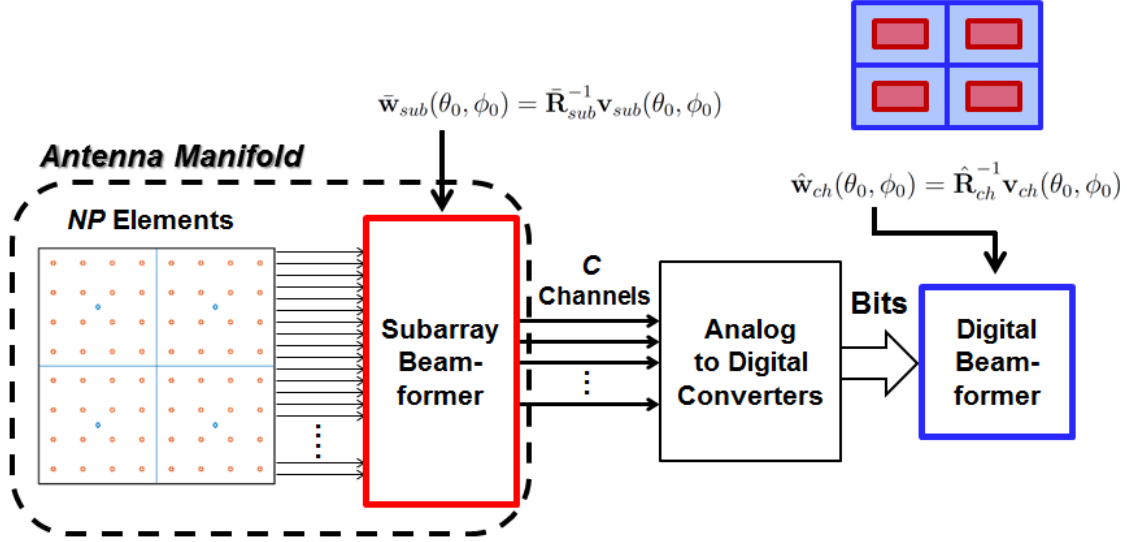 w̄_sub(θ₀, ϕ₀) = R̄_sub⁻¹ v_sub(θ₀, ϕ₀)
Antenna Manifold
ŵ_ch(θ₀, ϕ₀) = R̂_ch⁻¹ v_ch(θ₀, ϕ₀)
NP Elements
C
Channels
Subarray
Beam-
former
Analog
to Digital
Converters
Bits
Digital
Beam-
former